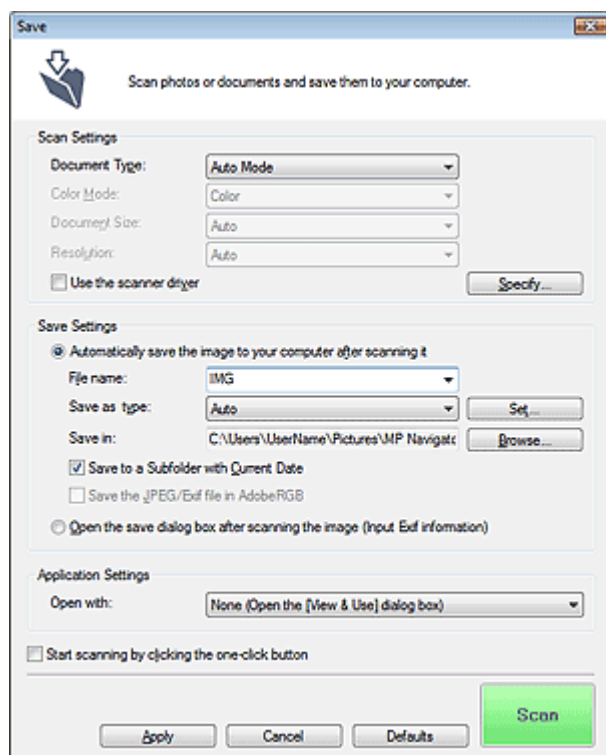 Save
Scan photos or documents and save them to your computer.
Scan Settings
Document Type: Auto Mode
Color Mode: Color
Document Size: Auto
Resolution: Auto
Use the scanner driver Specify...
Save Settings
Automatically save the image to your computer after scanning it
File name: IMG
Save as type: Auto Set...
Save in: C:\Users\UserName\Pictures\MP Navigato Browse...
Save to a Subfolder with Current Date
Save the JPEG/Exif file in AdobeRGB
Open the save dialog box after scanning the image (Input Exif information)
Application Settings
Open with: None (Open the [View & Use] dialog box)
Start scanning by clicking the one-click button
Scan
Apply Cancel Defaults